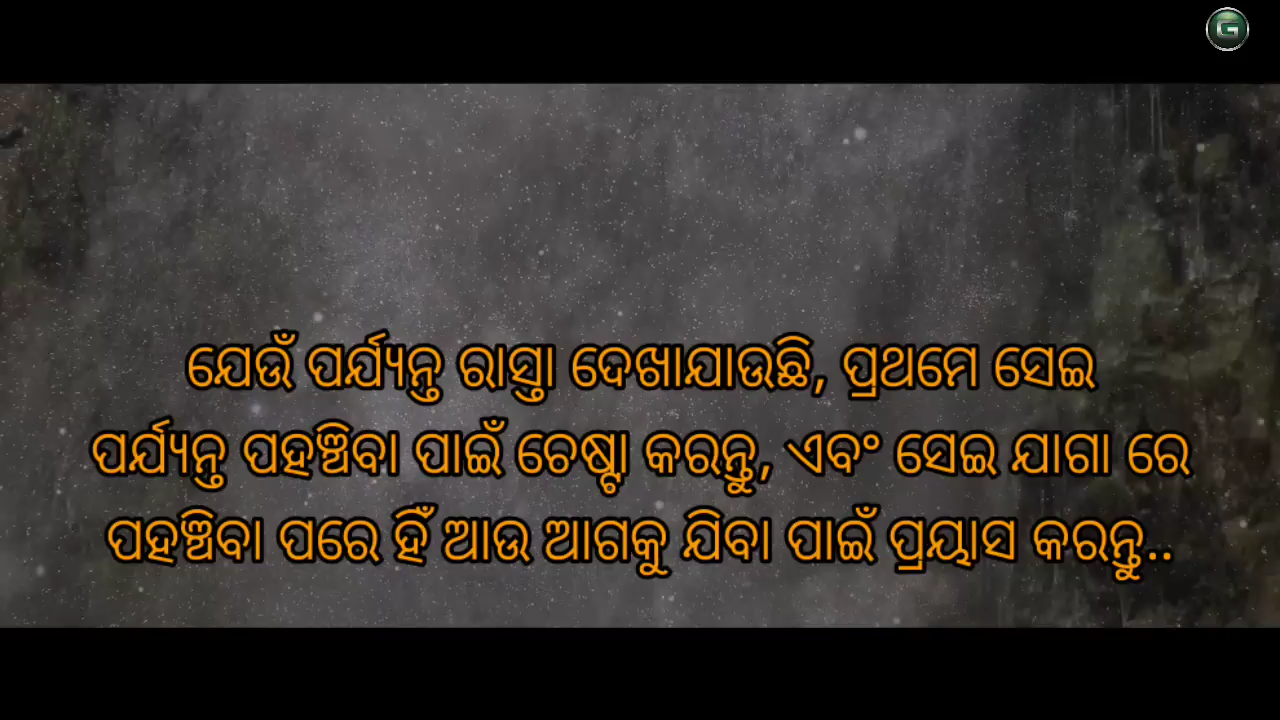 G
ଯେଉଁ ପର୍ଯ୍ୟନ୍ତ ରାସ୍ତା ଦେଖାଯାଉଛି, ପ୍ରଥମେ ସେଇ
ପର୍ଯ୍ୟନ୍ତ ପହଞ୍ଚିବା ପାଇଁ ଚେଷ୍ଟା କରନ୍ତୁ, ଏବଂ ସେଇ ଯାଗା ରେ
ପହଞ୍ଚିବା ପରେ ହିଁ ଆଉ ଆଗକୁ ଯିବା ପାଇଁ ପ୍ରୟାସ କରନ୍ତୁ..